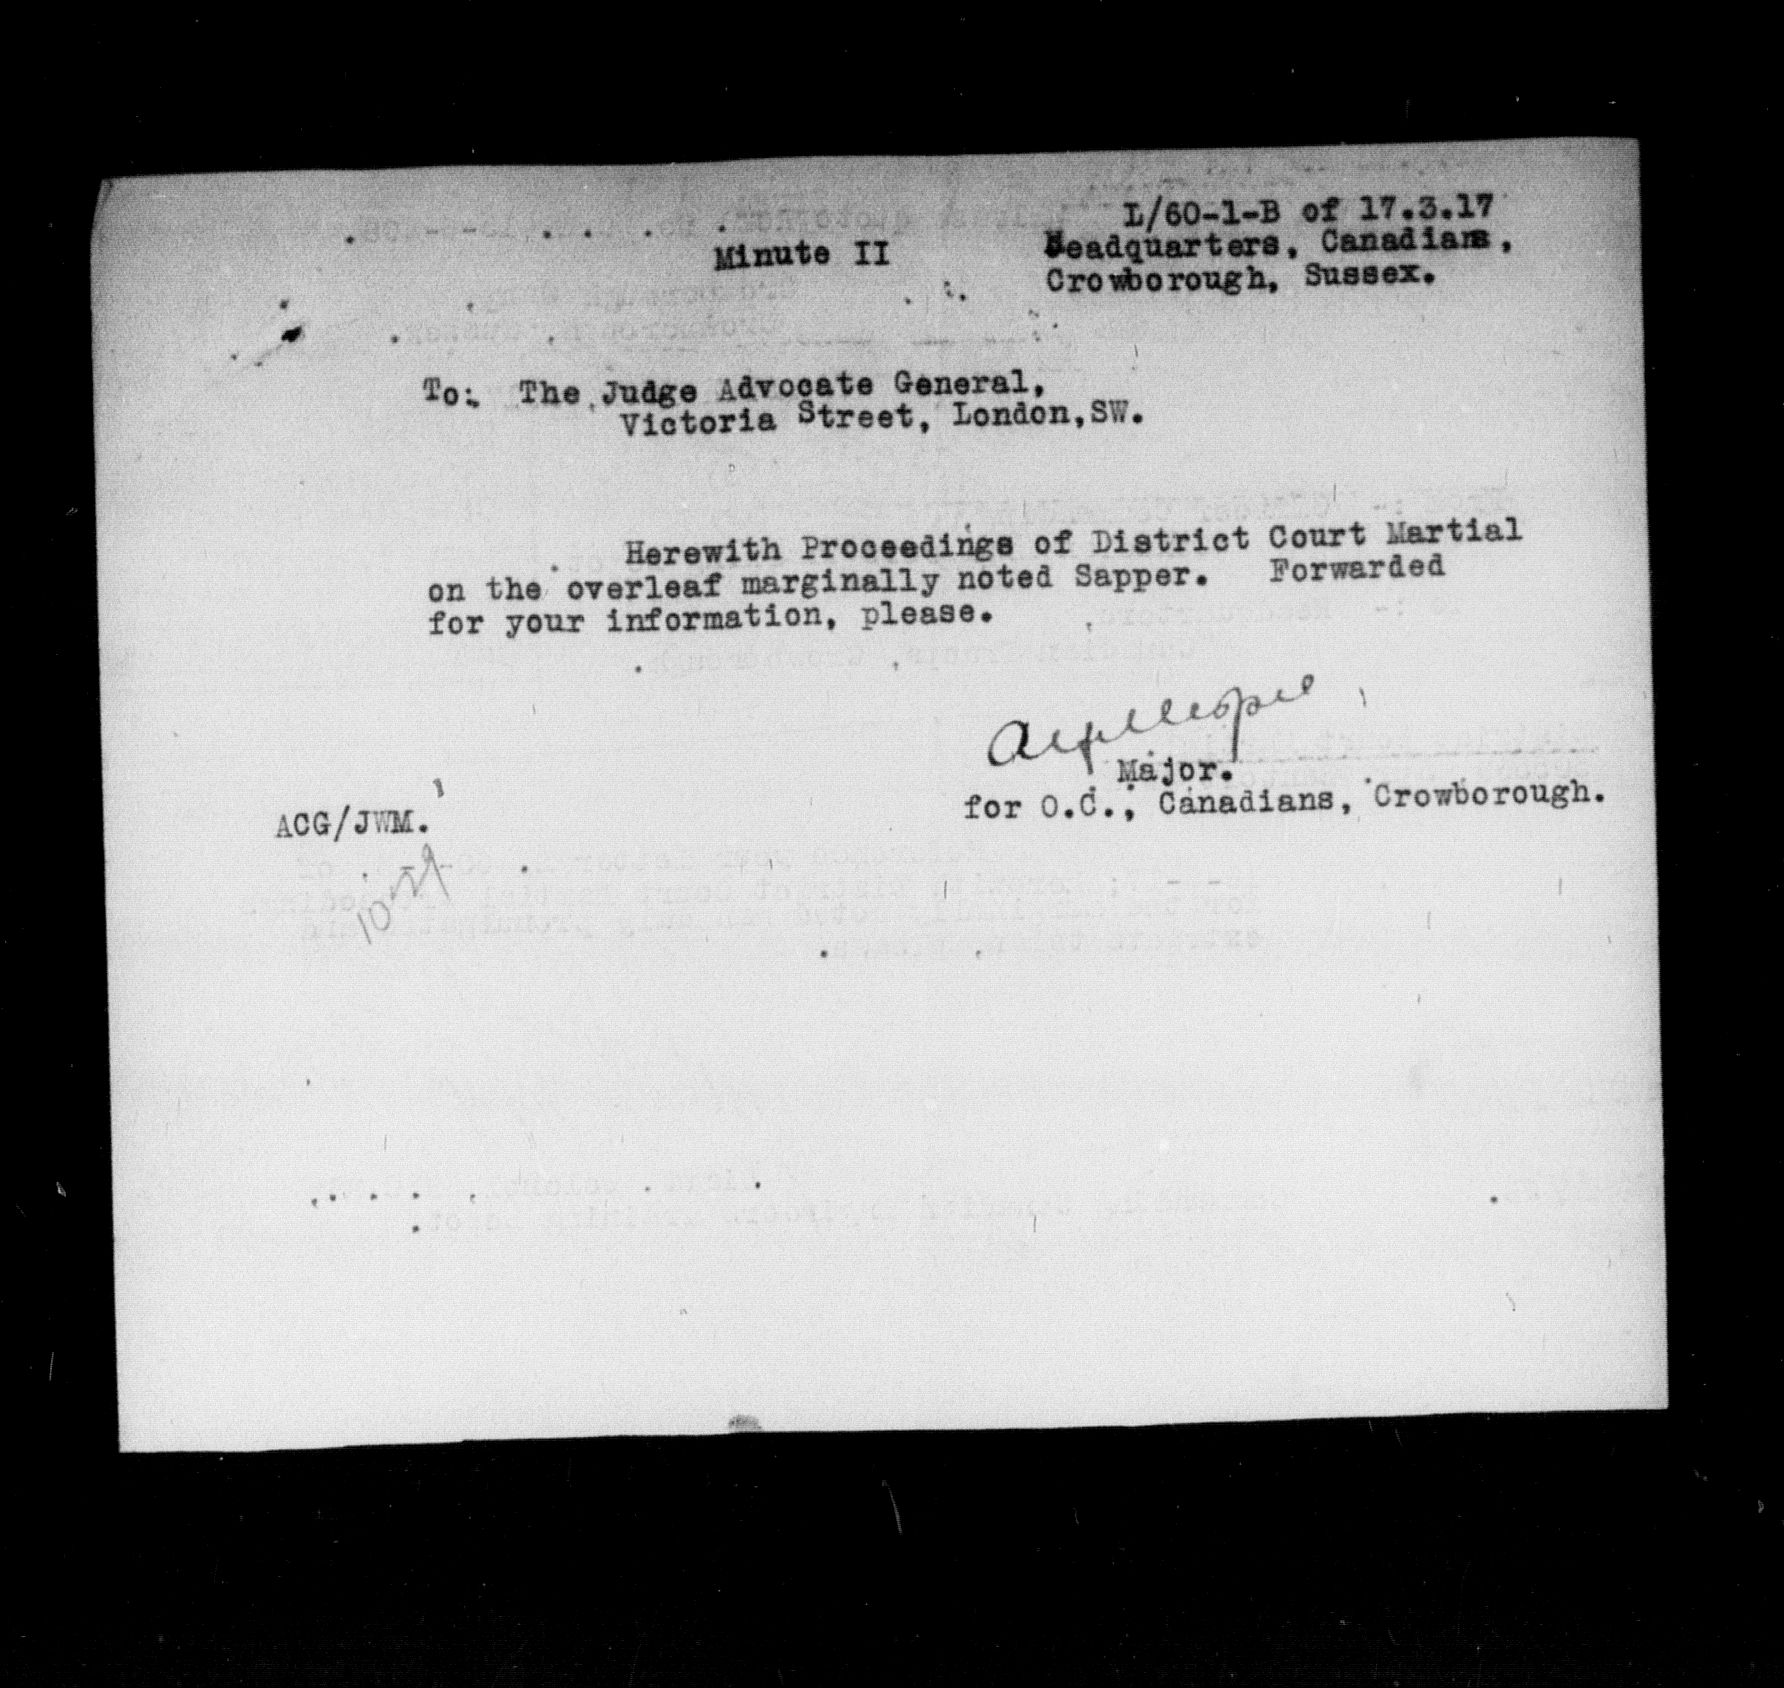 L/60-1-B of 17.3.17
Minute II
Headquarters, Canadians,
Crowborough, Sussex.
To: The Judge Advocate General,
Victoria Street, London, SW.
Herewith Proceedings of District Court Martial
on the overleaf marginally noted Sapper. Forwarded
for your information, please.
Major.
for O.C., Canadians, Crowborough.
ACG/JWM.